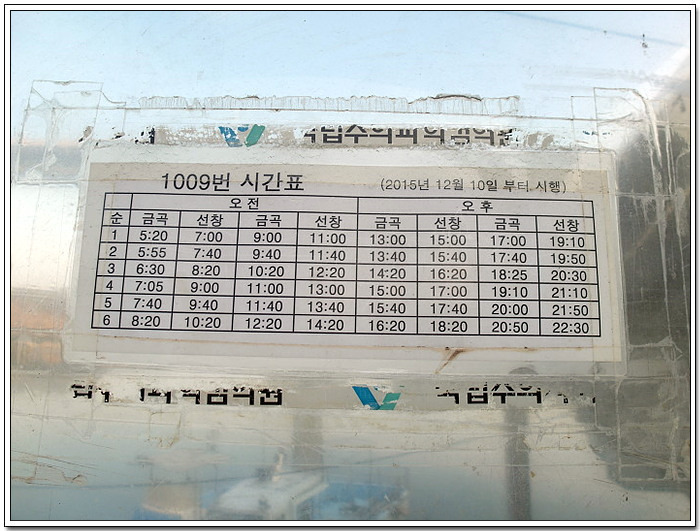 1009번 시간표 (2015년 12월 10일 부터 시행)
순 오 전 오 후
금곡 선창 금곡 선창 금곡 선창 금곡 선창
1 5:20 7:00 9:00 11:00 13:00 15:00 17:00 19:10
2 5:55 7:40 9:40 11:40 13:40 15:40 17:40 19:50
3 6:30 8:20 10:20 12:20 14:20 16:20 18:25 20:30
4 7:05 9:00 11:00 13:00 15:00 17:00 19:10 21:10
5 7:40 9:40 11:40 13:40 15:40 17:40 20:00 21:50
6 8:20 10:20 12:20 14:20 16:20 18:20 20:50 22:30